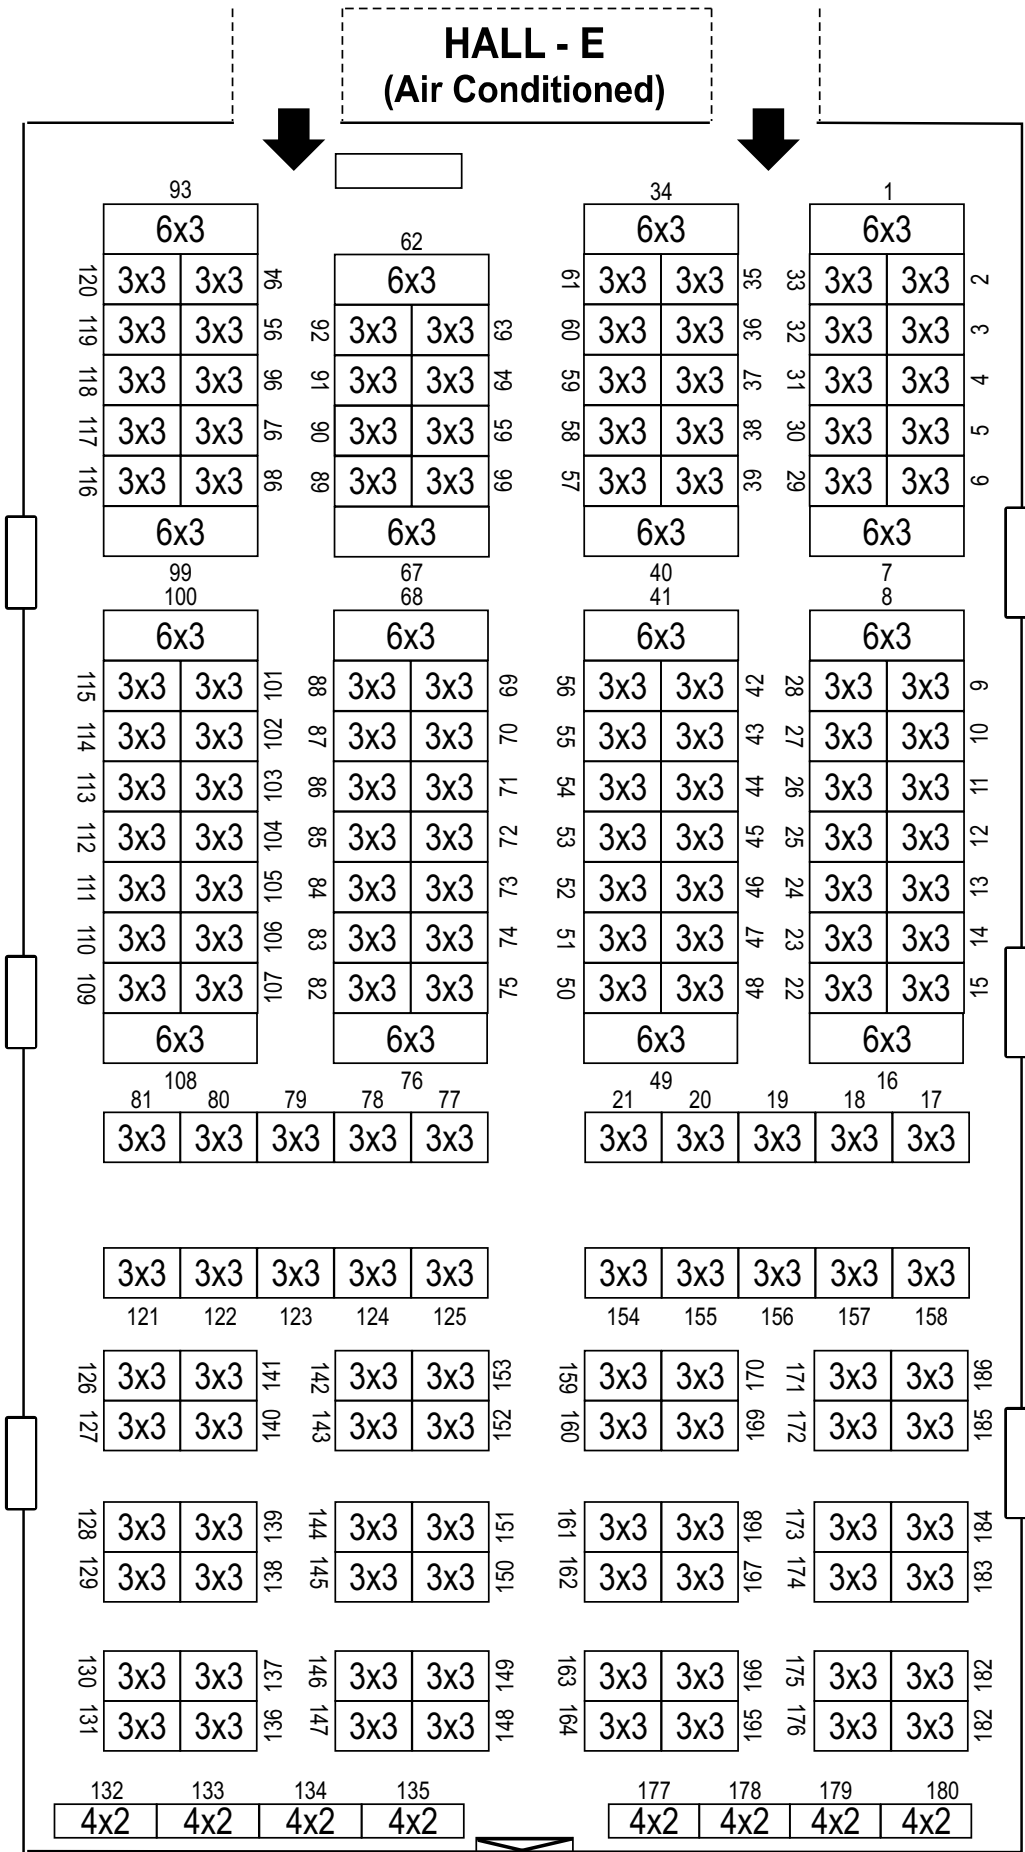 HALL - E
(Air Conditioned)
93 34 1
6x3 6x3 6x3
62
120 3x3 3x3 94 6x3 61 3x3 3x3 35 33 3x3 3x3 2
119 3x3 3x3 95 92 3x3 3x3 63 60 3x3 3x3 36 32 3x3 3x3 3
118 3x3 3x3 96 91 3x3 3x3 64 59 3x3 3x3 37 31 3x3 3x3 4
117 3x3 3x3 97 90 3x3 3x3 65 58 3x3 3x3 38 30 3x3 3x3 5
116 3x3 3x3 98 89 3x3 3x3 66 57 3x3 3x3 39 29 3x3 3x3 6
6x3 6x3 6x3 6x3
99 67 40 7
100 68 41 8
6x3 6x3 6x3 6x3
115 3x3 3x3 101 88 3x3 3x3 69 56 3x3 3x3 42 28 3x3 3x3 9
114 3x3 3x3 102 87 3x3 3x3 70 55 3x3 3x3 43 27 3x3 3x3 10
113 3x3 3x3 103 86 3x3 3x3 71 54 3x3 3x3 44 26 3x3 3x3 11
112 3x3 3x3 104 85 3x3 3x3 72 53 3x3 3x3 45 25 3x3 3x3 12
111 3x3 3x3 105 84 3x3 3x3 73 52 3x3 3x3 46 24 3x3 3x3 13
110 3x3 3x3 106 83 3x3 3x3 74 51 3x3 3x3 47 23 3x3 3x3 14
109 3x3 3x3 107 82 3x3 3x3 75 50 3x3 3x3 48 22 3x3 3x3 15
6x3 6x3 6x3 6x3
108 76 49 16
81 80 79 78 77 21 20 19 18 17
3x3 3x3 3x3 3x3 3x3 3x3 3x3 3x3 3x3 3x3
3x3 3x3 3x3 3x3 3x3 3x3 3x3 3x3 3x3 3x3
121 122 123 124 125 154 155 156 157 158
126 3x3 3x3 141 142 3x3 3x3 153 159 3x3 3x3 170 171 3x3 3x3 186
127 3x3 3x3 140 143 3x3 3x3 152 160 3x3 3x3 169 172 3x3 3x3 185
128 3x3 3x3 139 144 3x3 3x3 151 161 3x3 3x3 168 173 3x3 3x3 184
129 3x3 3x3 138 145 3x3 3x3 150 162 3x3 3x3 167 174 3x3 3x3 183
130 3x3 3x3 137 146 3x3 3x3 149 163 3x3 3x3 166 175 3x3 3x3 182
131 3x3 3x3 136 147 3x3 3x3 148 164 3x3 3x3 165 176 3x3 3x3 182
132 133 134 135 177 178 179 180
4x2 4x2 4x2 4x2 4x2 4x2 4x2 4x2